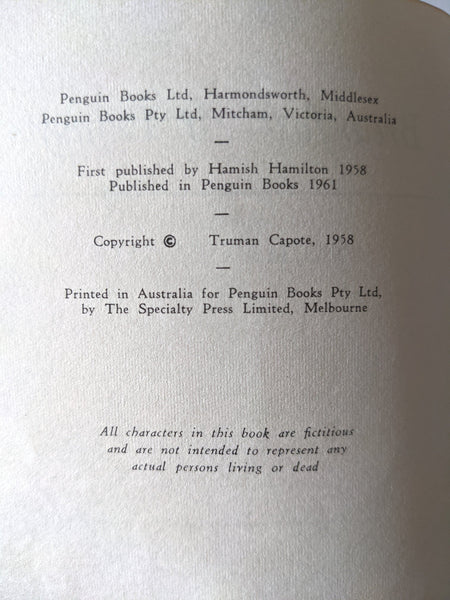 Penguin Books Ltd, Harmondsworth, Middlesex
Penguin Books Pty Ltd, Mitcham, Victoria, Australia
—
First published by Hamish Hamilton 1958
Published in Penguin Books 1961
—
Copyright © Truman Capote, 1958
—
Printed in Australia for Penguin Books Pty Ltd,
by The Specialty Press Limited, Melbourne
All characters in this book are fictitious
and are not intended to represent any
actual persons living or dead